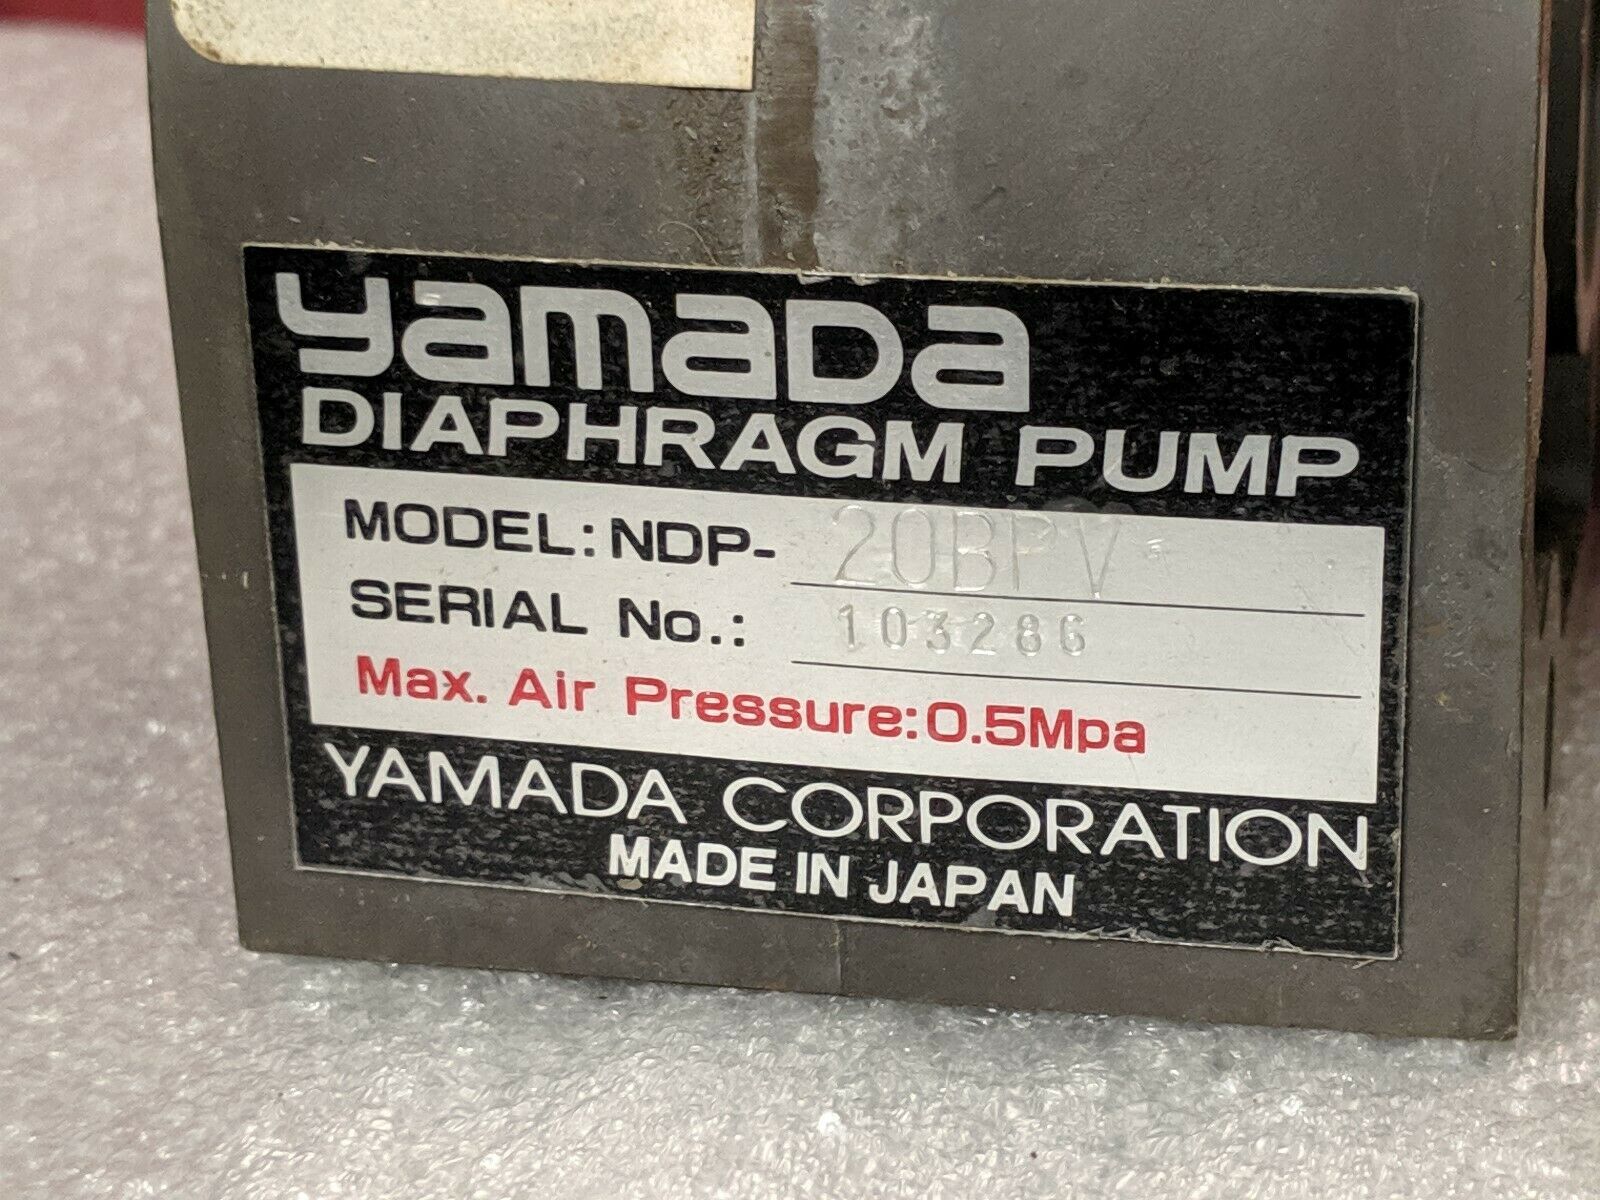 yamada
DIAPHRAGM PUMP
MODEL: NDP- 20BPV
SERIAL No.: 103286
Max. Air Pressure:0.5Mpa
YAMADA CORPORATION
MADE IN JAPAN